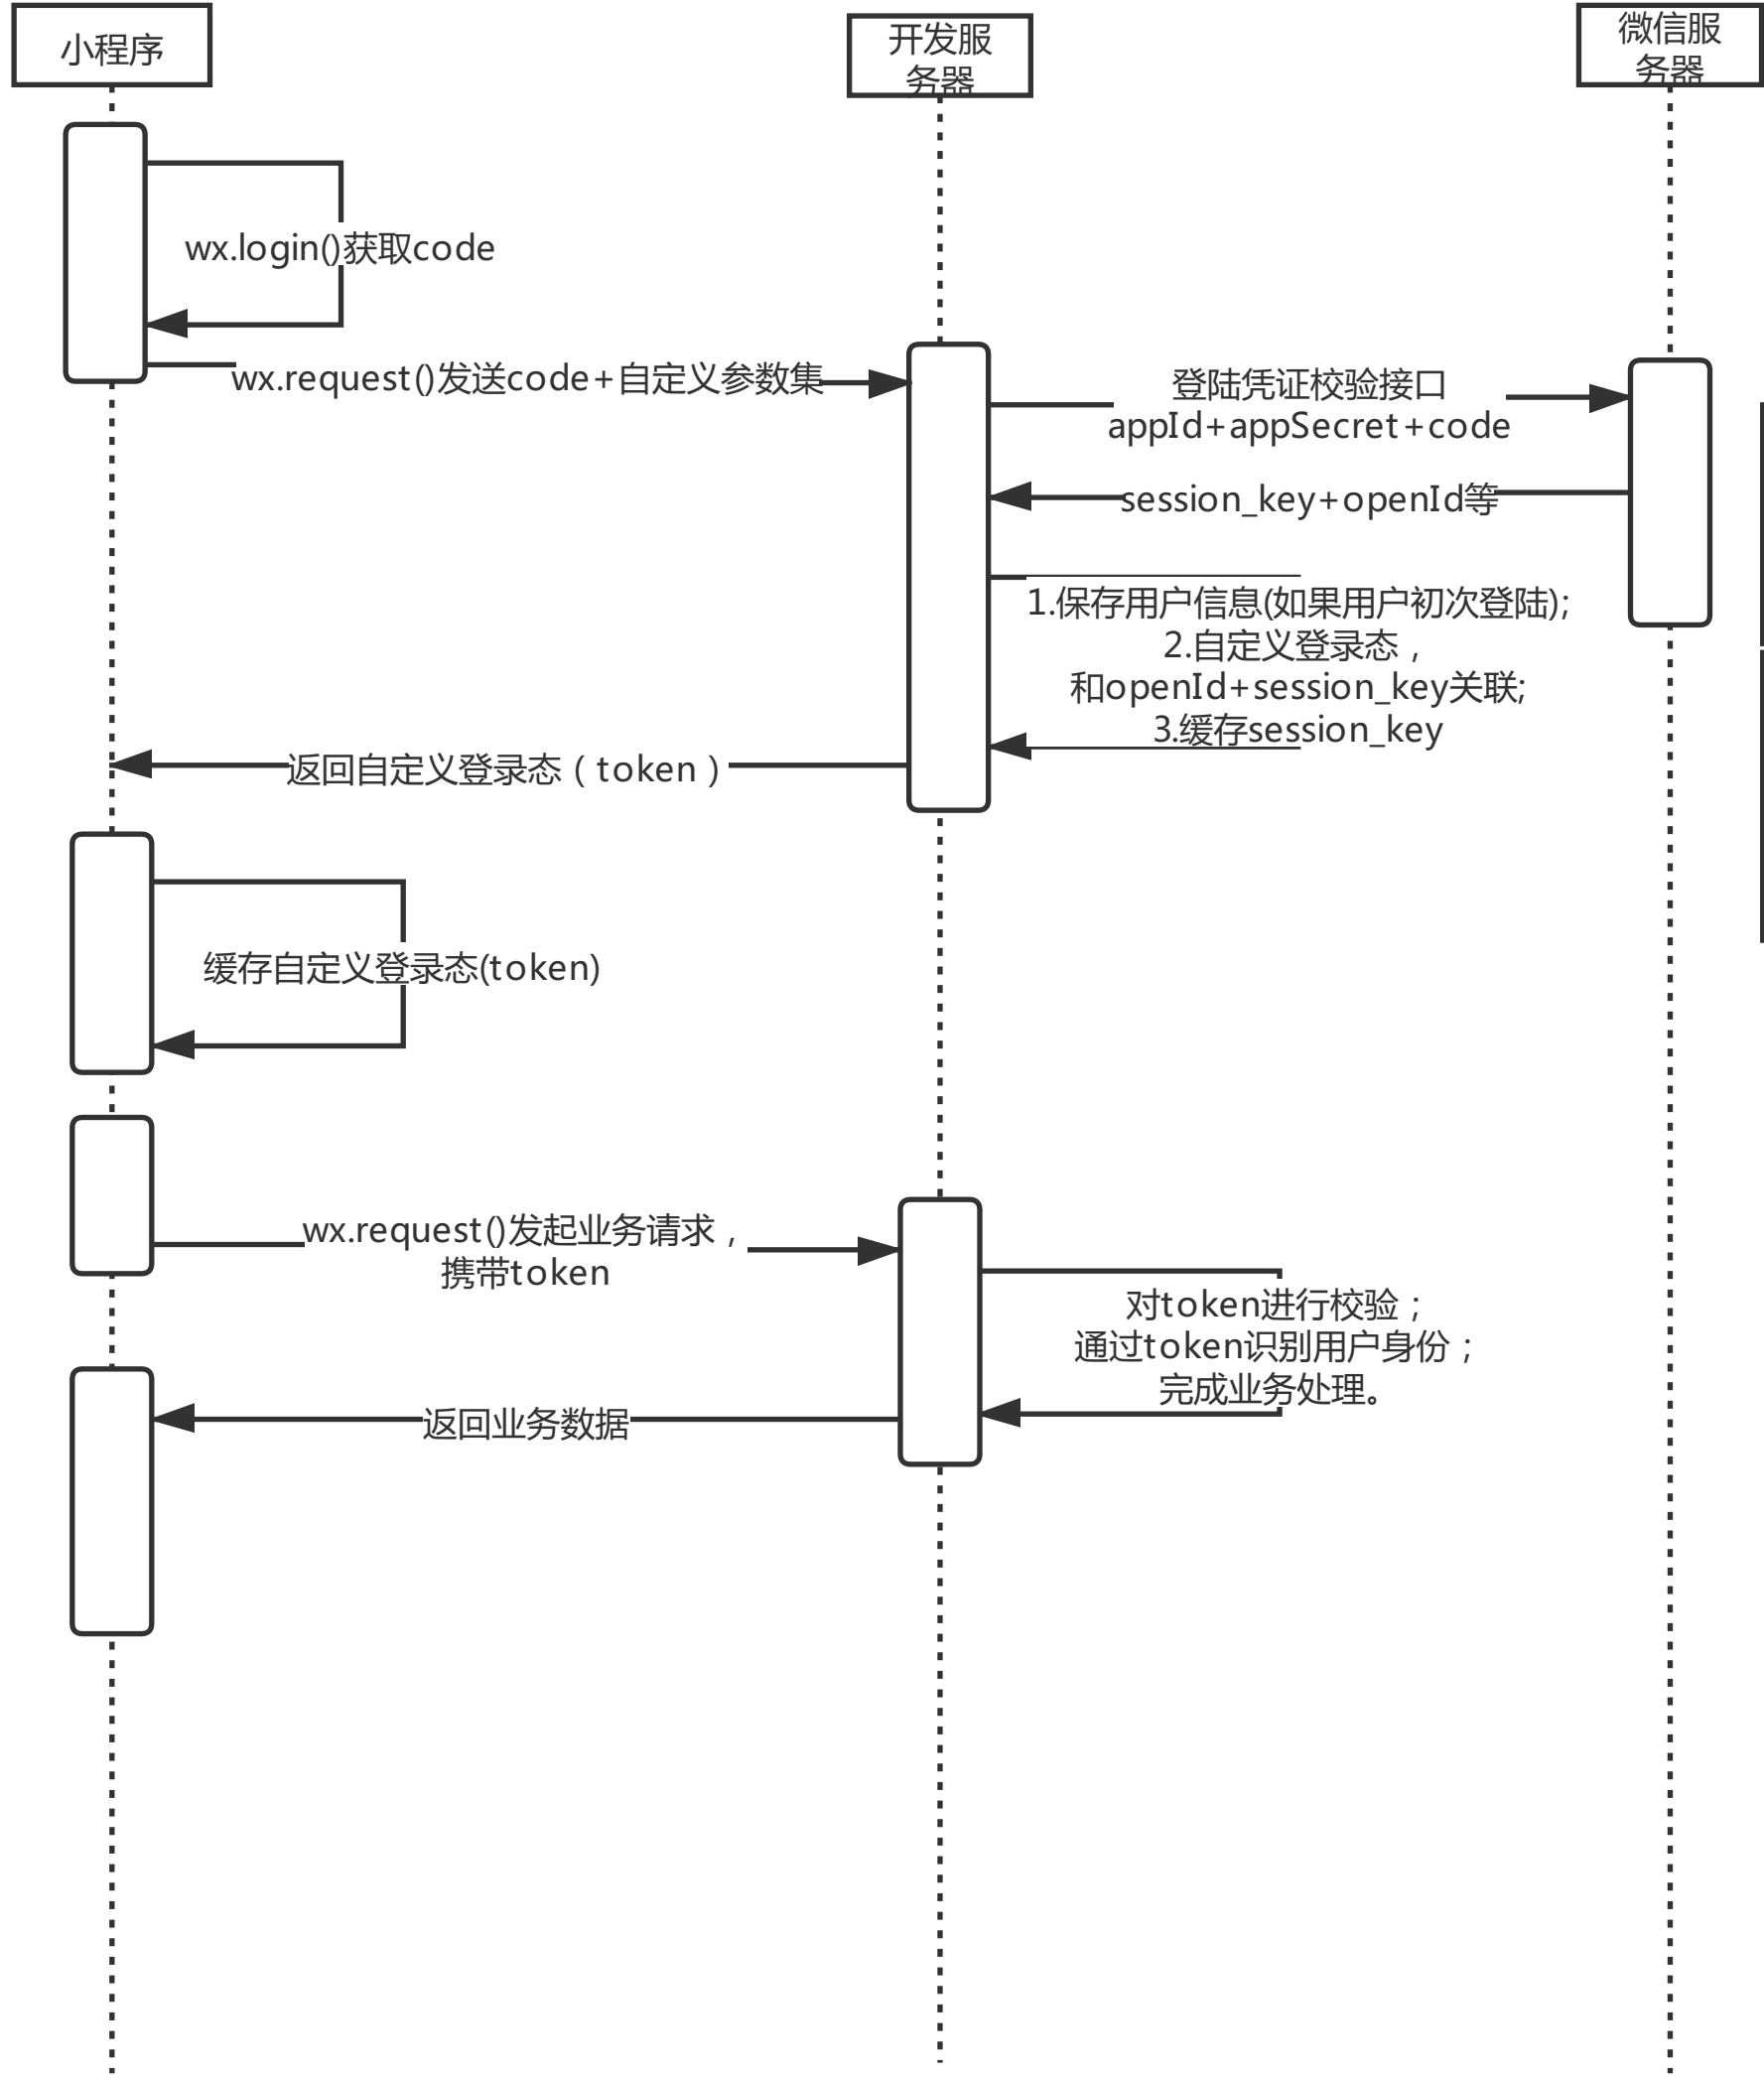 小程序
开发服
务器
微信服
务器
wx.login()获取code
wx.request()发送code+自定义参数集
登陆凭证校验接口
appId+appSecret+code
session_key+openId等
1.保存用户信息(如果用户初次登陆);
2.自定义登录态，
和openId+session_key关联;
3.缓存session_key
返回自定义登录态（token）
缓存自定义登录态(token)
wx.request()发起业务请求，
携带token
对token进行校验；
通过token识别用户身份；
完成业务处理。
返回业务数据